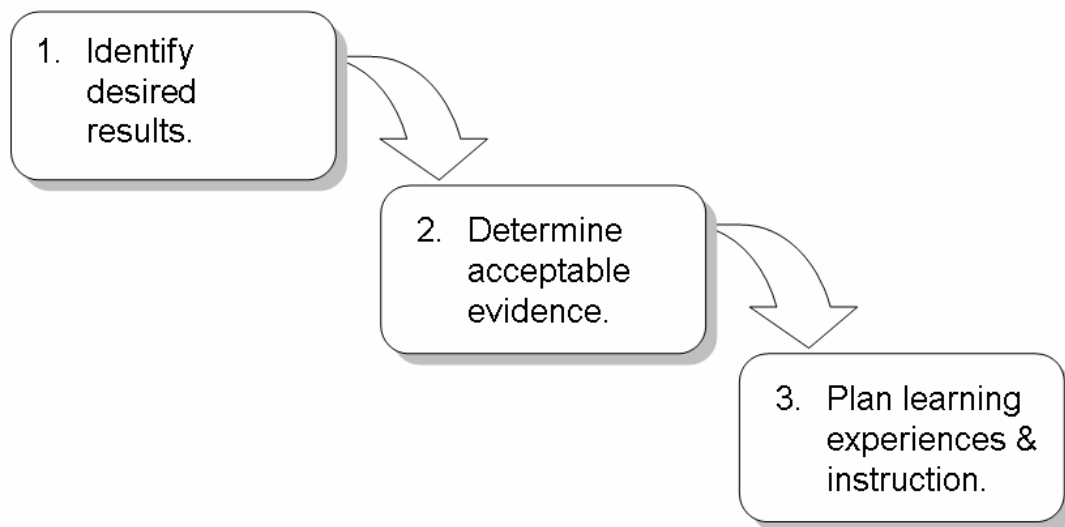 1. Identify
desired
results.
2. Determine
acceptable
evidence.
3. Plan learning
experiences &
instruction.